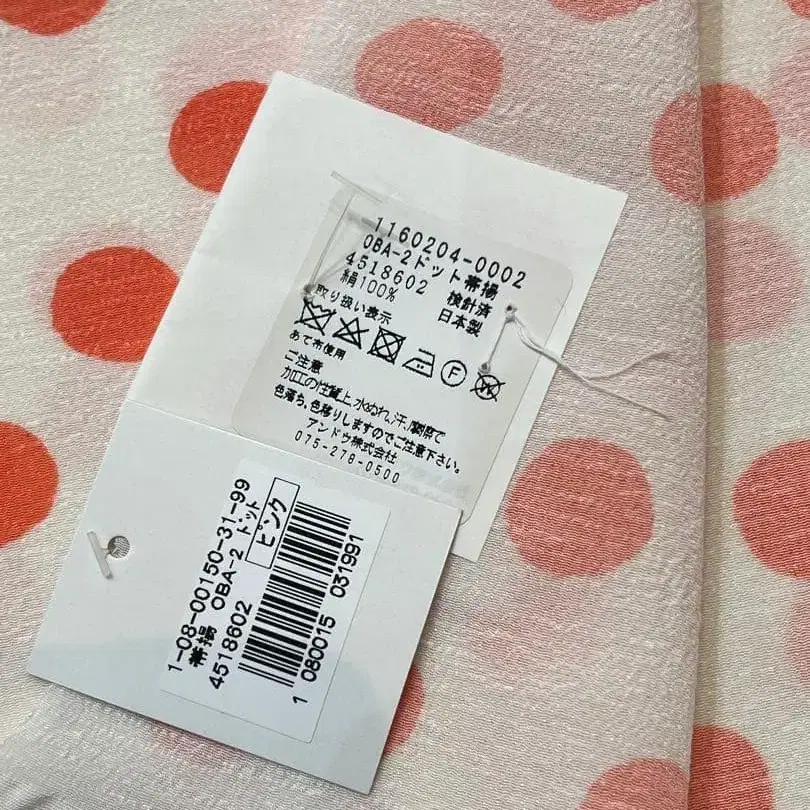 1160204-0002
OBA-2ドット帯揚
4518602 検針済
絹100% 日本製
取り扱い表示
あて布使用
F
W
ご注意
加工の性質上、水ぬれ、汗、摩擦で
色落ち、色移りしますのでご注意下さい。
アンドウ株式会社
075-278-0500
1-08-00150-31-99
帯揚 OBA-2 ドット
4518602 ピンク
1 080015 031991